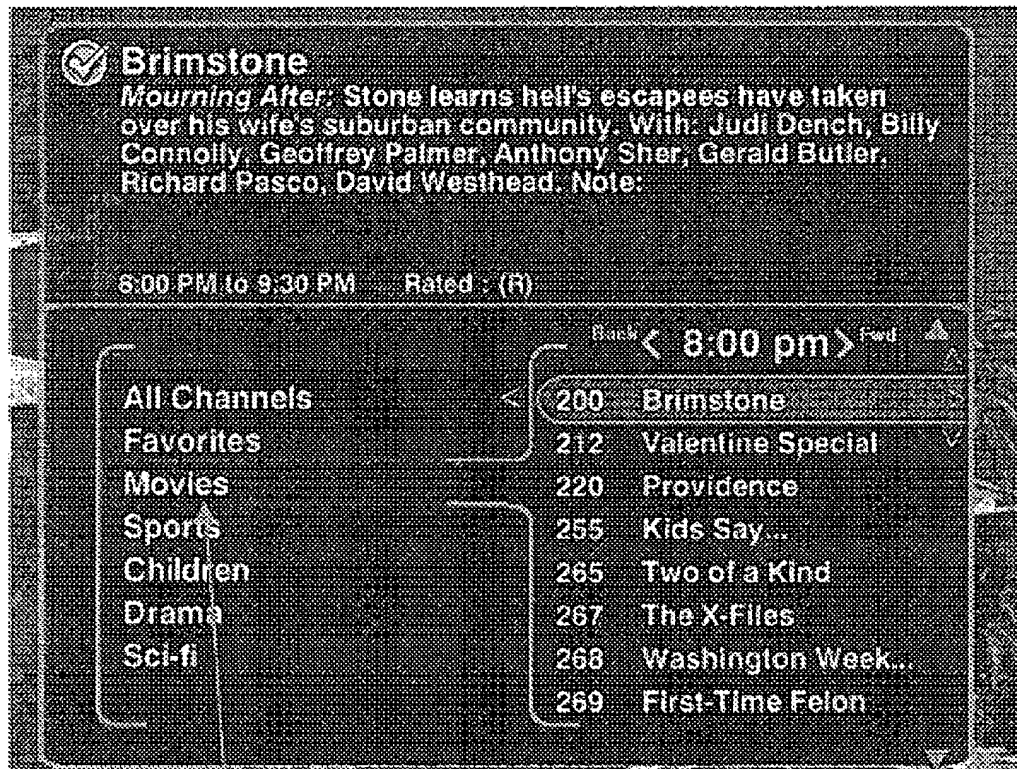 Brimstone
Mourning After: Stone learns hell's escapees have taken
over his wife's suburban community. With: Judi Dench, Billy
Connolly, Geoffrey Palmer, Anthony Sher, Gerald Butler,
Richard Pasco, David Westhead. Note:
8:00 PM to 9:30 PM Rated : (R)
Back < 8:00 pm > Fwd
All Channels <
Favorites
Movies
Sports
Children
Drama
Sci-fi
200 Brimstone >
212 Valentine Special
220 Providence
255 Kids Say...
265 Two of a Kind
267 The X-Files
268 Washington Week...
269 First-Time Felon